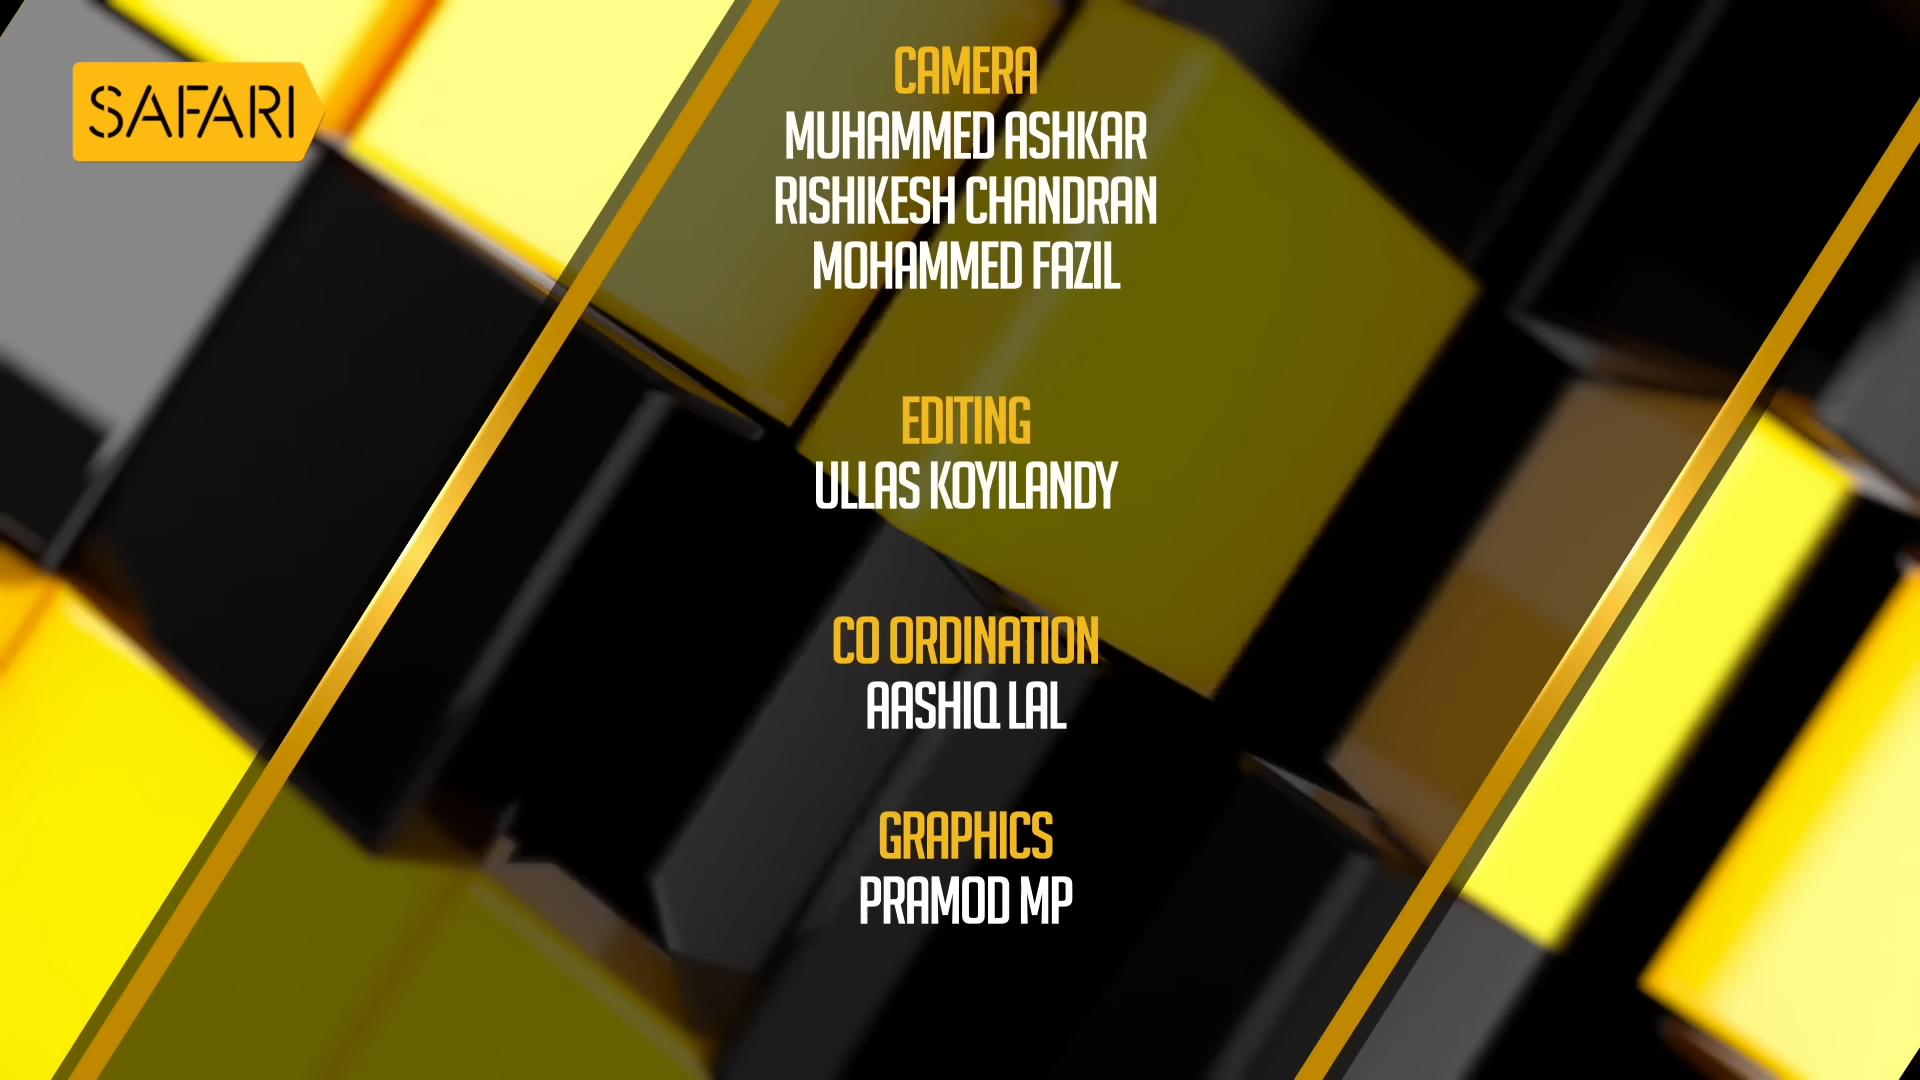 SAFARI
CAMERA
MUHAMMED ASHKAR
RISHIKESH CHANDRAN
MOHAMMED FAZIL
EDITING
ULLAS KOYILANDY
CO ORDINATION
AASHIQ LAL
GRAPHICS
PRAMOD MP